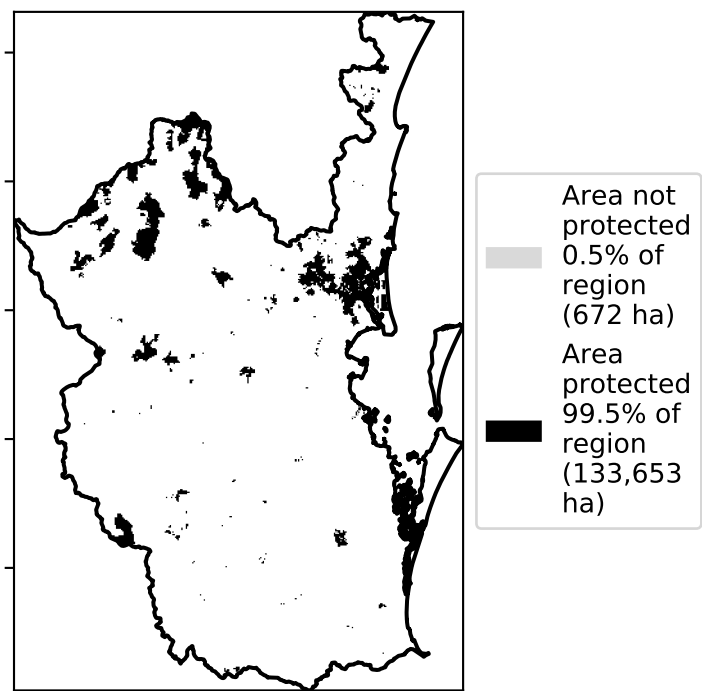 Area not
protected
0.5% of
region
(672 ha)
Area
protected
99.5% of
region
(133,653
ha)